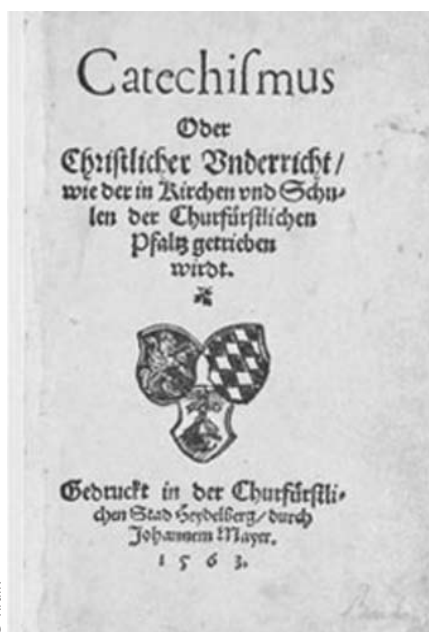 Catechiſmus
Oder
Chriſtlicher Vnderricht/
wie der in Kirchen vnd Schu⸗
len der Churfürſtlichen
Pfaltz getrieben
wirdt.
Gedruckt in der Churfürſtli⸗
chen Stad Heydelberg/ durch
Johannem Mayer.
1 5 6 3.